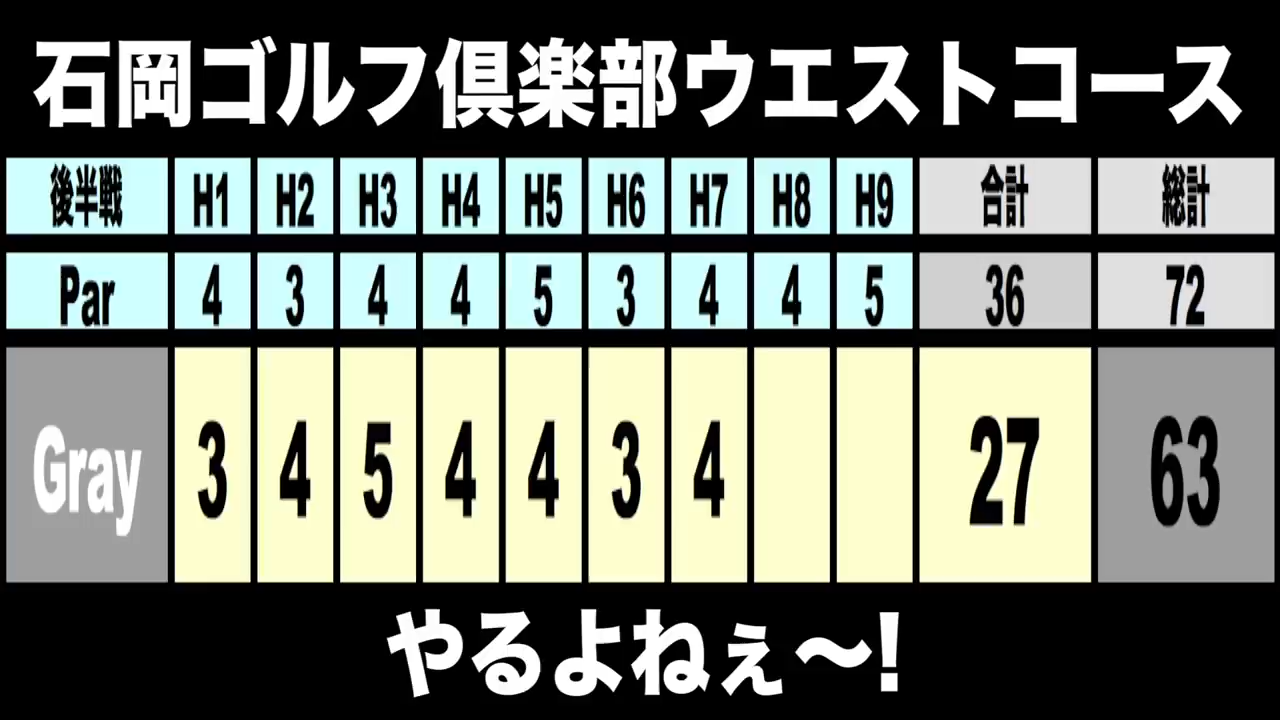 石岡ゴルフ倶楽部ウエストコース
後半戦 H1 H2 H3 H4 H5 H6 H7 H8 H9 合計 総計
Par 4 3 4 4 5 3 4 4 5 36 72
Gray 3 4 5 4 4 3 4 27 63
やるよねぇ〜!